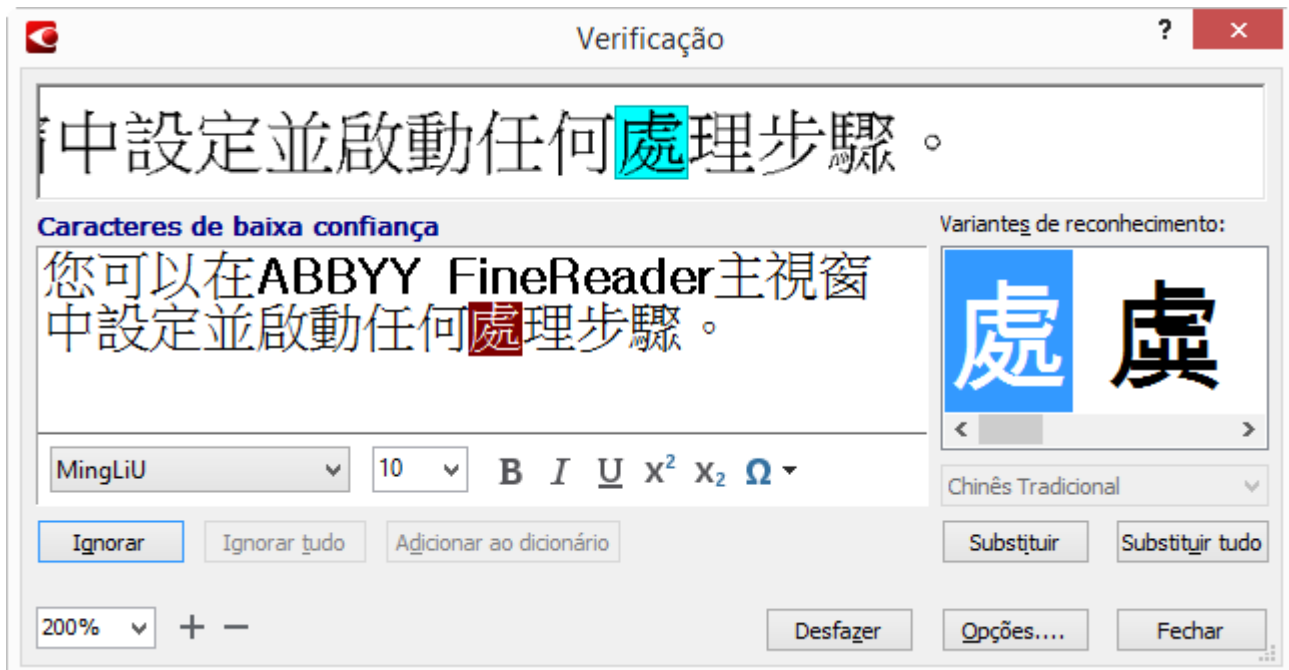 Verificação
?
中設定並啟動任何處理步驟。
Caracteres de baixa confiança
Variantes de reconhecimento:
您可以在ABBYY FineReader主視窗
中設定並啟動任何處理步驟。
處 虡
MingLiU 10 B I U X² X₂ Ω
Chinês Tradicional
Ignorar Ignorar tudo Adicionar ao dicionário Substituir Substituir tudo
200% + − Desfazer Opções.... Fechar